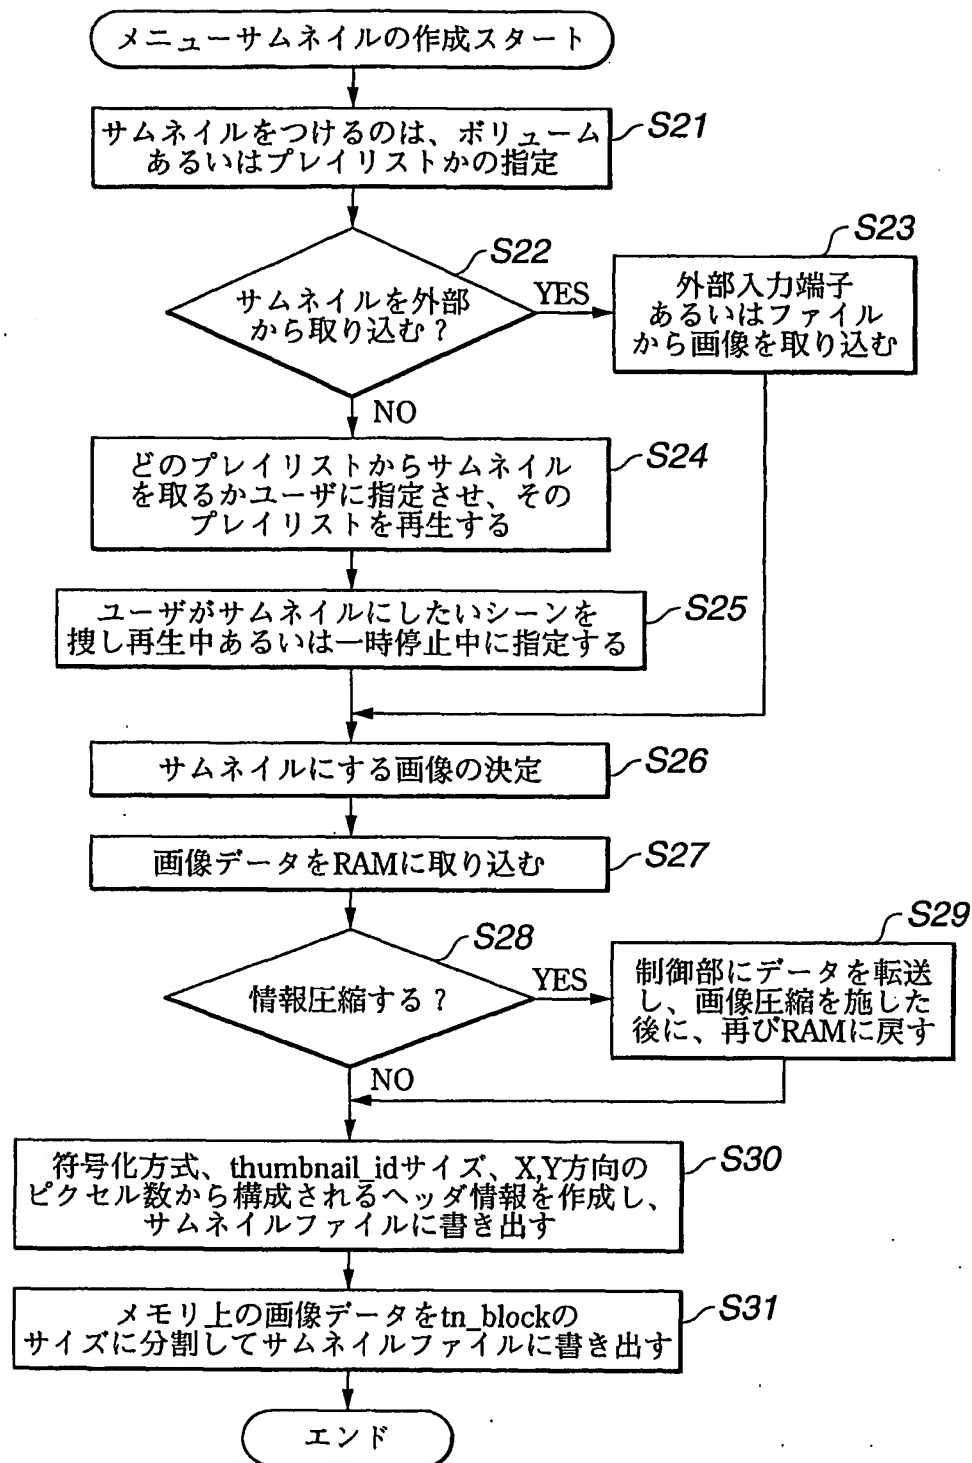 メニューサムネイルの作成スタート
サムネイルをつけるのは、ボリューム
あるいはプレイリストかの指定
S21
サムネイルを外部
から取り込む?
S22
YES
NO
外部入力端子
あるいはファイル
から画像を取り込む
S23
どのプレイリストからサムネイル
を取るかユーザに指定させ、その
プレイリストを再生する
S24
ユーザがサムネイルにしたいシーンを
捜し再生中あるいは一時停止中に指定する
S25
サムネイルにする画像の決定
S26
画像データをRAMに取り込む
S27
情報圧縮する?
S28
YES
NO
制御部にデータを転送
し、画像圧縮を施した
後に、再びRAMに戻す
S29
符号化方式、thumbnail_idサイズ、X,Y方向の
ピクセル数から構成されるヘッダ情報を作成し、
サムネイルファイルに書き出す
S30
メモリ上の画像データをtn_blockの
サイズに分割してサムネイルファイルに書き出す
S31
エンド